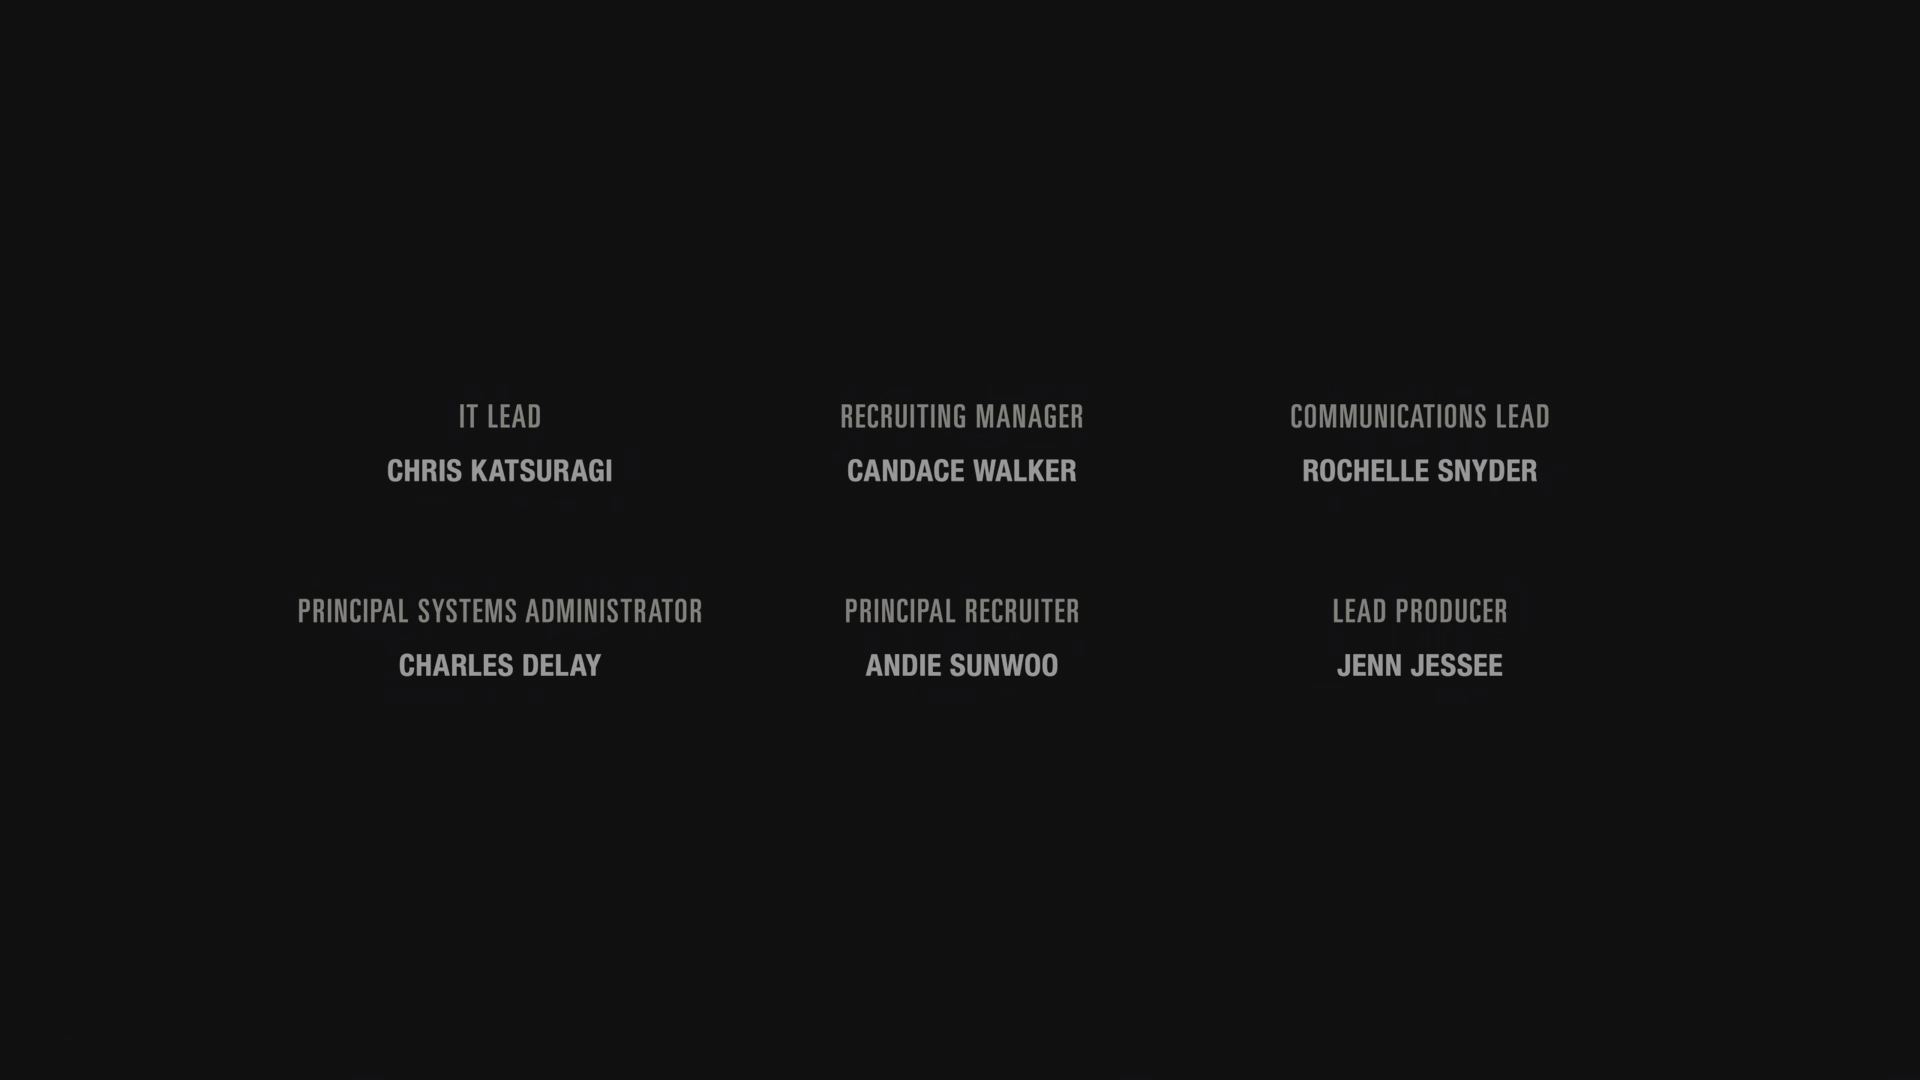 IT LEAD
CHRIS KATSURAGI
RECRUITING MANAGER
CANDACE WALKER
COMMUNICATIONS LEAD
ROCHELLE SNYDER
PRINCIPAL SYSTEMS ADMINISTRATOR
CHARLES DELAY
PRINCIPAL RECRUITER
ANDIE SUNWOO
LEAD PRODUCER
JENN JESSEE